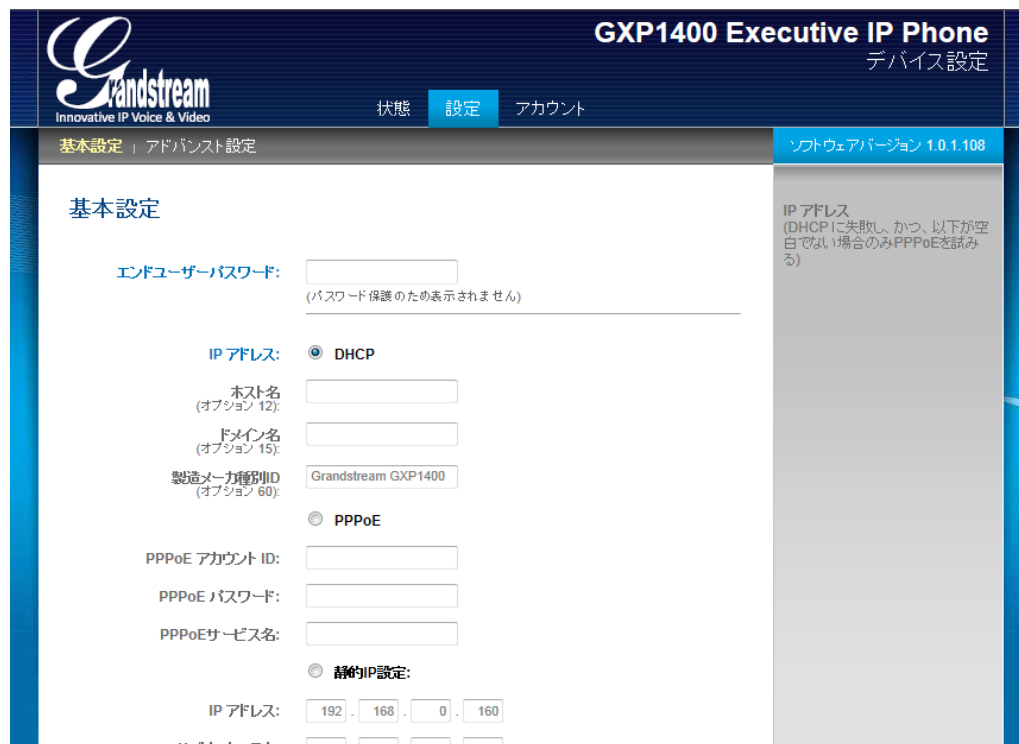 GXP1400 Executive IP Phone
デバイス設定
Grandstream
Innovative IP Voice & Video
状態 設定 アカウント
基本設定 | アドバンスト設定
ソフトウェアバージョン 1.0.1.108
基本設定
IP アドレス
(DHCP に失敗し、かつ、以下が空
白でない場合のみPPPoEを試み
る)
エンドユーザーパスワード:
(パスワード保護のため表示されません)
IP アドレス: DHCP
ホスト名
(オプション 12):
ドメイン名
(オプション 15):
製造メーカ種別ID
(オプション 60):
Grandstream GXP1400
PPPoE
PPPoE アカウント ID:
PPPoE パスワード:
PPPoEサービス名:
静的IP設定:
IP アドレス: 192 . 168 . 0 . 160